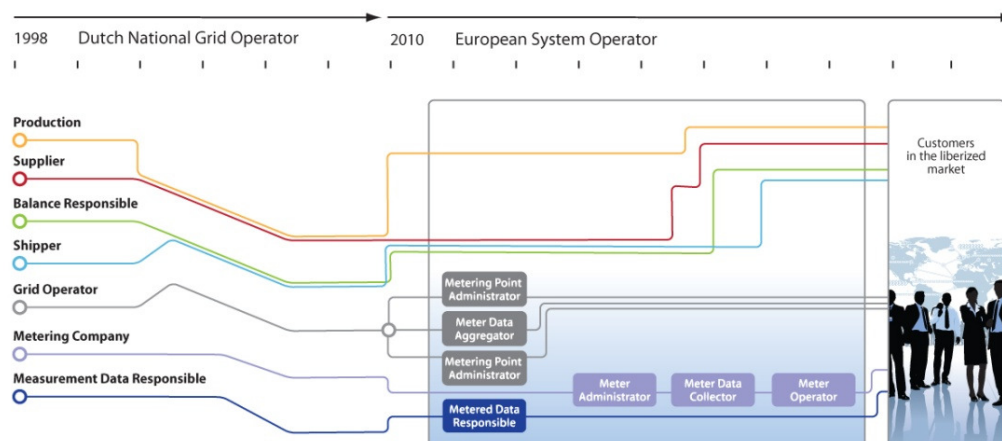 1998 Dutch National Grid Operator
2010 European System Operator
Production
Supplier
Balance Responsible
Shipper
Grid Operator
Metering Company
Measurement Data Responsible
Metering Point
Administrator
Meter Data
Aggregator
Metering Point
Administrator
Metered Data
Responsible
Meter
Administrator
Meter Data
Collector
Meter
Operator
Customers
in the liberized
market